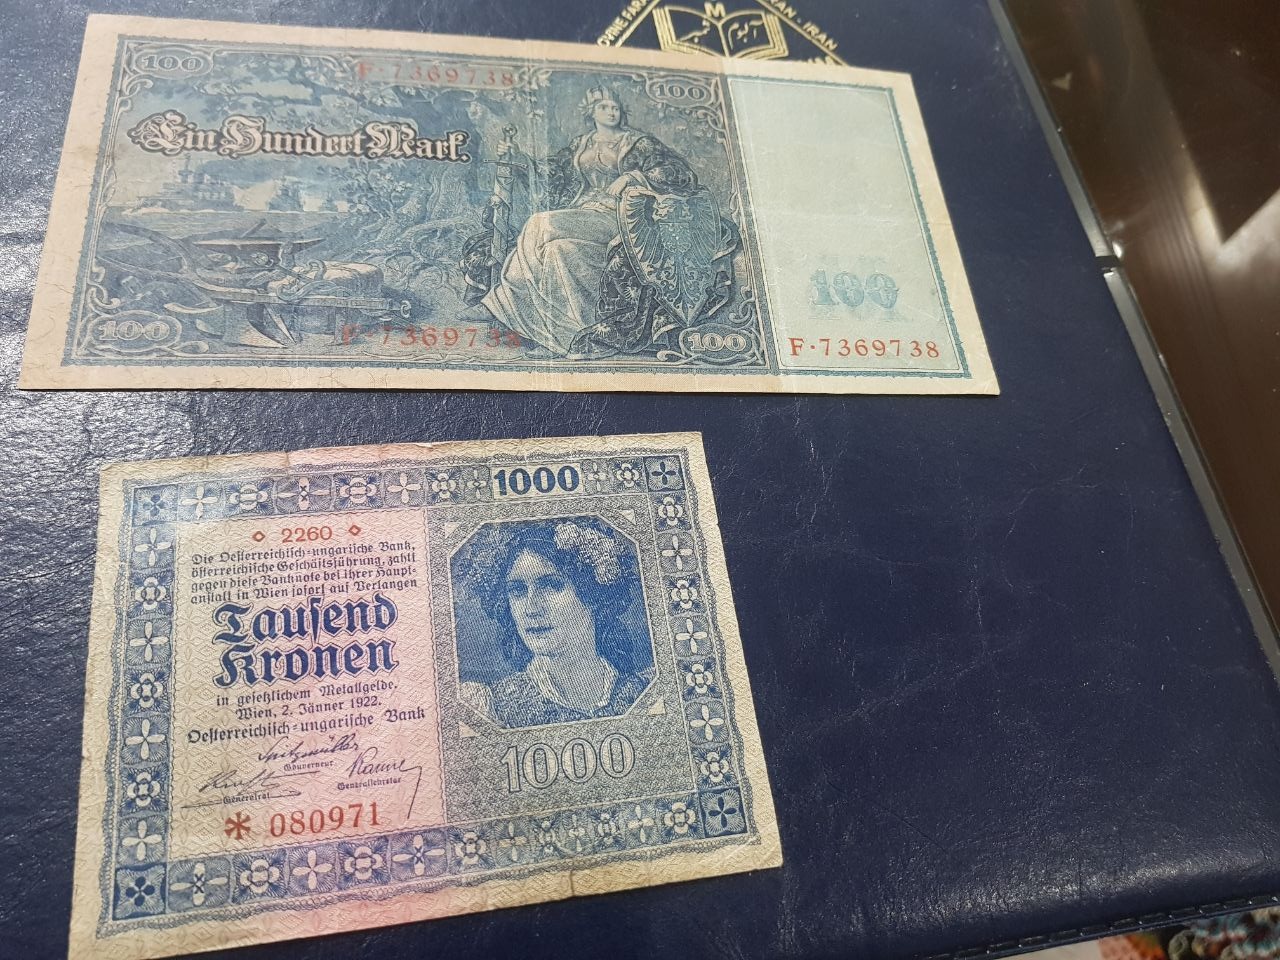 M
IRAN
100
F·7369738
100
Ein Hundert Mark.
100
F·7369738
100
100
F·7369738
1000
2260
Die Oesterreichisch-ungarische Bank,
österreichische Geschäftsführung, zahlt
gegen diese Banknote bei ihrer Haupt-
anstalt in Wien sofort auf Verlangen
Tausend
Kronen
in gesetzlichem Metallgelde.
Wien, 2. Jänner 1922.
Oesterreichisch-ungarische Bank
Gouverneur
Generalrat
Generalsekretär
* 080971
1000